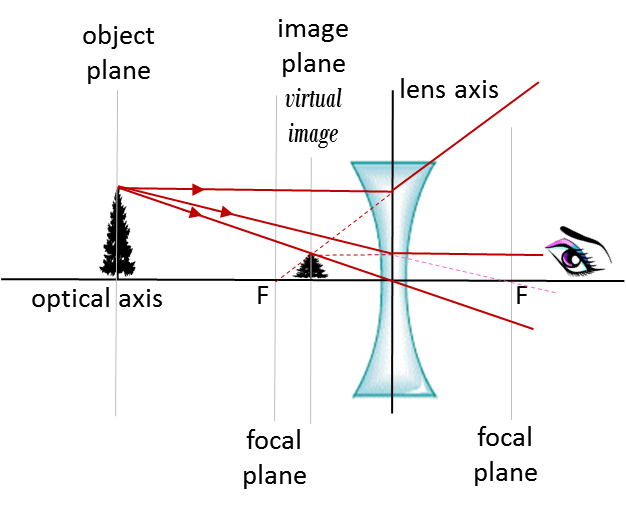 object
plane
image
plane
virtual
image
lens axis
optical axis
F
F
focal
plane
focal
plane